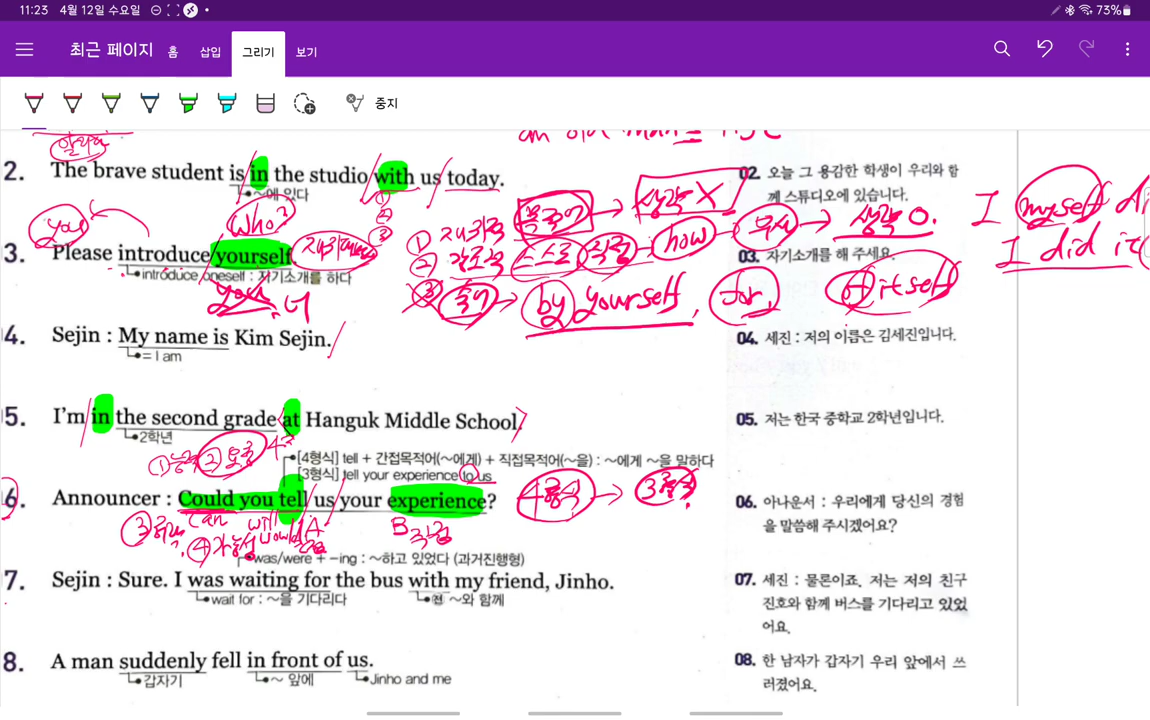 11:23 4월 12일 수요일
73%
최근 페이지 홈 삽입 그리기 보기
중지
2. The brave student is in the studio with us today.
~에 있다
02. 오늘 그 용감한 학생이 우리와 함
께 스튜디오에 있습니다.
생략 X
I myself di
you
Who?
① 재귀적
무시 → 생략 O.
how
3. Please introduce yourself.
② 강조적
03. 자기소개를 해 주세요.
I did it
introduce oneself : 자기소개를 하다
you 너
③ → by yourself, for, of itself
4. Sejin : My name is Kim Sejin.
= I am
04. 세진 : 저의 이름은 김세진입니다.
5. I'm in the second grade at Hanguk Middle School.
2학년
05. 저는 한국 중학교 2학년입니다.
[4형식] tell + 간접목적어(~에게) + 직접목적어(~을) : ~에게 ~을 말하다
[3형식] tell your experience to us
6. Announcer : Could you tell us your experience?
4형식 → 3형식
06. 아나운서 : 우리에게 당신의 경험
을 말씀해 주시겠어요?
can will would A B
④ 가능성
was/were + -ing : ~하고 있었다 (과거진행형)
7. Sejin : Sure. I was waiting for the bus with my friend, Jinho.
wait for : ~을 기다리다
전 ~와 함께
07. 세진 : 물론이죠. 저는 저의 친구
진호와 함께 버스를 기다리고 있었
어요.
8. A man suddenly fell in front of us.
갑자기
~ 앞에
Jinho and me
08. 한 남자가 갑자기 우리 앞에서 쓰
러졌어요.